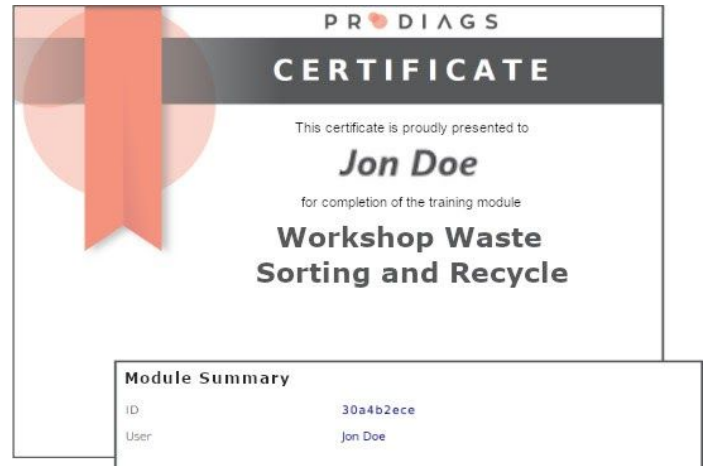 PRODIAGS
CERTIFICATE
This certificate is proudly presented to
Jon Doe
for completion of the training module
Workshop Waste
Sorting and Recycle
Module Summary
ID 30a4b2ece
User Jon Doe